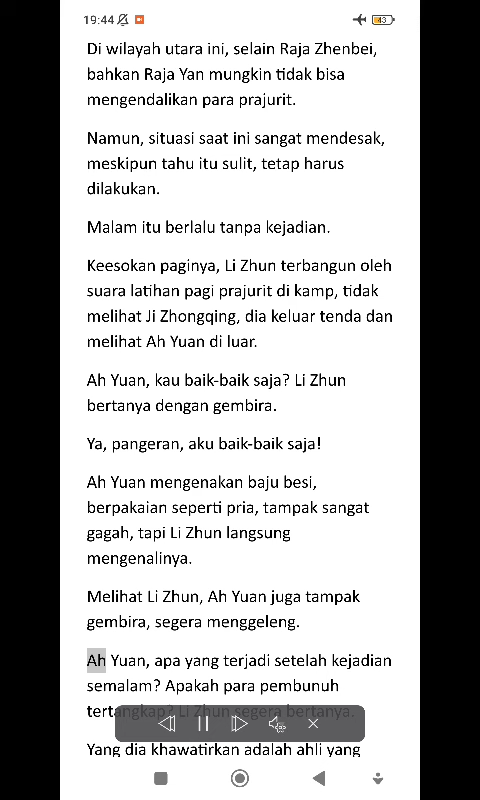 19:44
43
Di wilayah utara ini, selain Raja Zhenbei,
bahkan Raja Yan mungkin tidak bisa
mengendalikan para prajurit.
Namun, situasi saat ini sangat mendesak,
meskipun tahu itu sulit, tetap harus
dilakukan.
Malam itu berlalu tanpa kejadian.
Keesokan paginya, Li Zhun terbangun oleh
suara latihan pagi prajurit di kamp, tidak
melihat Ji Zhongqing, dia keluar tenda dan
melihat Ah Yuan di luar.
Ah Yuan, kau baik-baik saja? Li Zhun
bertanya dengan gembira.
Ya, pangeran, aku baik-baik saja!
Ah Yuan mengenakan baju besi,
berpakaian seperti pria, tampak sangat
gagah, tapi Li Zhun langsung
mengenalinya.
Melihat Li Zhun, Ah Yuan juga tampak
gembira, segera menggeleng.
Ah Yuan, apa yang terjadi setelah kejadian
semalam? Apakah para pembunuh
tertangkap? Li Zhun segera bertanya.
Yang dia khawatirkan adalah ahli yang